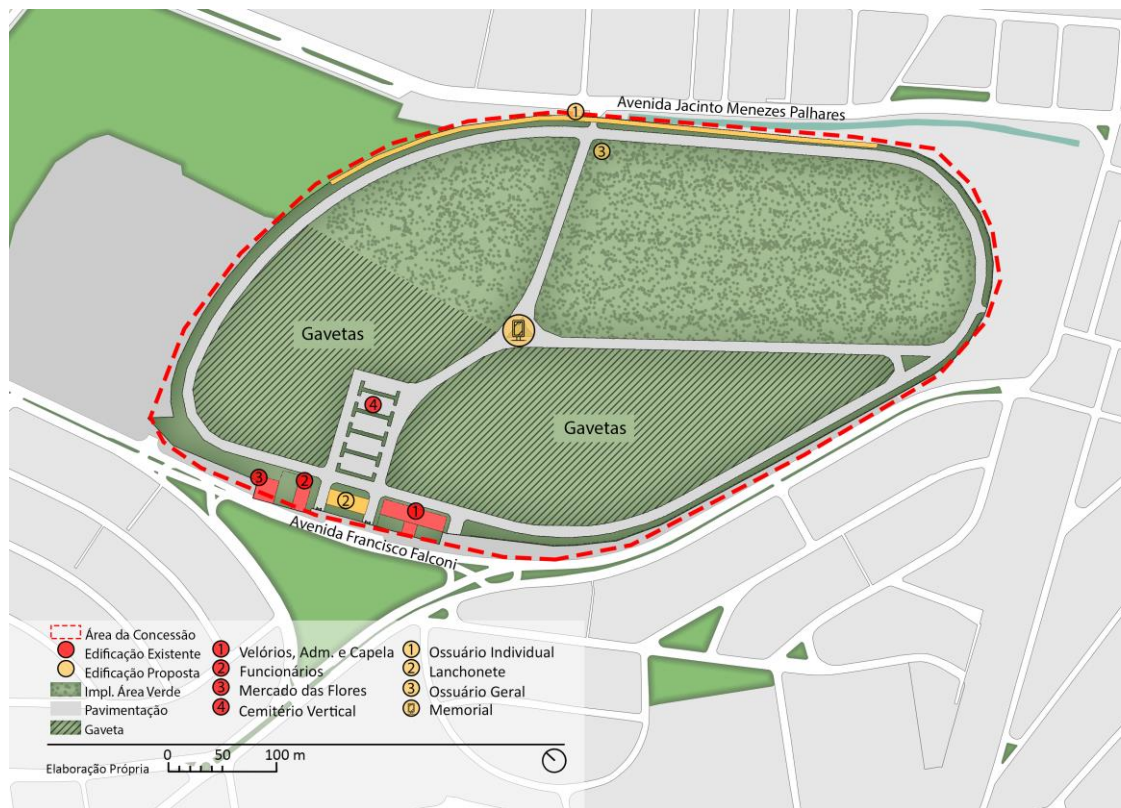 Avenida Jacinto Menezes Palhares
1
3
Gavetas
4
Gavetas
3
2
2
1
Avenida Francisco Falconi
Área da Concessão
Edificação Existente
Edificação Proposta
Impl. Área Verde
Pavimentação
Gaveta
1 Velórios, Adm. e Capela
2 Funcionários
3 Mercado das Flores
4 Cemitério Vertical
1 Ossuário Individual
2 Lanchonete
3 Ossuário Geral
Memorial
Elaboração Própria
0 50 100 m